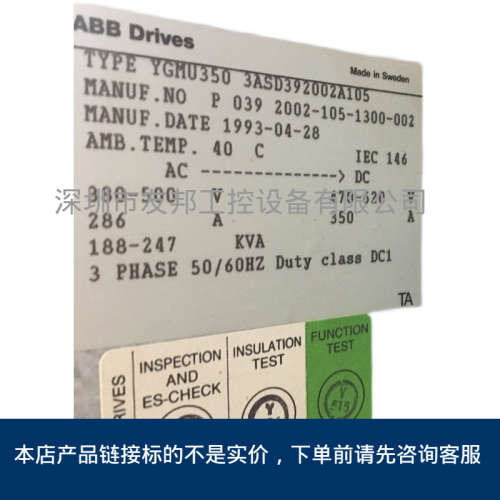 ABB Drives
Made in Sweden
TYPE YGMU350 3ASD392002A105
MANUF.NO P 039 2002-105-1300-002
MANUF.DATE 1993-04-28
AMB.TEMP. 40 C IEC 146
AC -------------> DC
380-500 V V
286 A 350 A
188-247 KVA
3 PHASE 50/60HZ Duty class DC1
TA
深圳市友邦工控设备有限公司
DRIVES
INSPECTION
AND
ES-CHECK
INSULATION
TEST
FUNCTION
TEST
Y
Y
E15
本店产品链接标的不是实价，下单前请先咨询客服